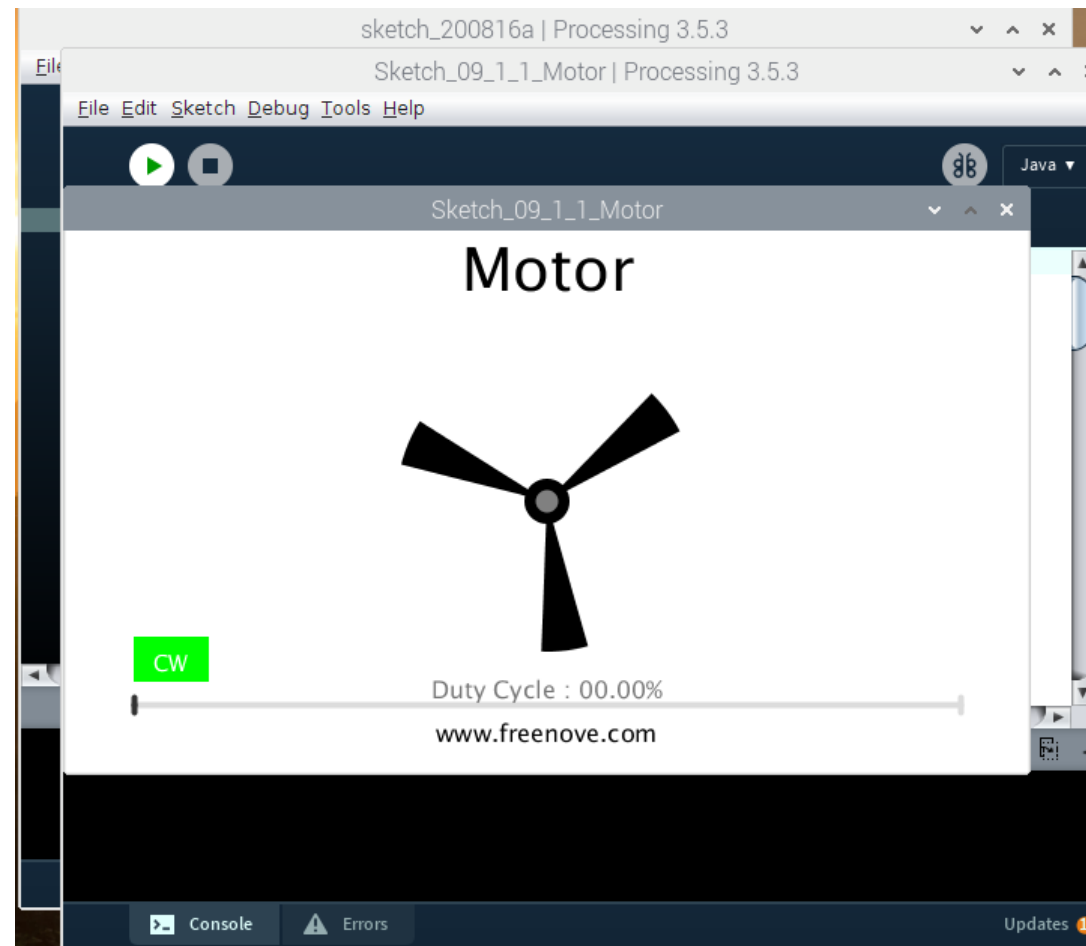 sketch_200816a | Processing 3.5.3
File
Sketch_09_1_1_Motor | Processing 3.5.3
File Edit Sketch Debug Tools Help
Java
Sketch_09_1_1_Motor
Motor
CW
Duty Cycle : 00.00%
www.freenove.com
Console Errors Updates